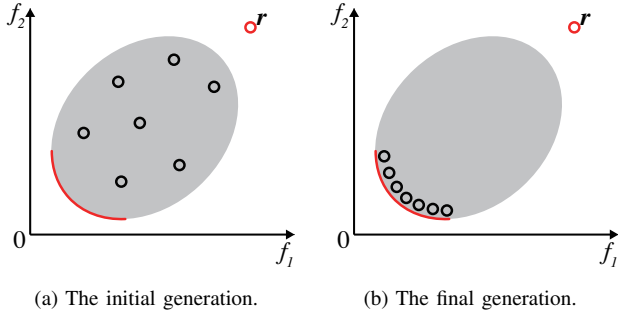 f₂ r f₂ r
0 f₁ 0 f₁
(a) The initial generation. (b) The final generation.